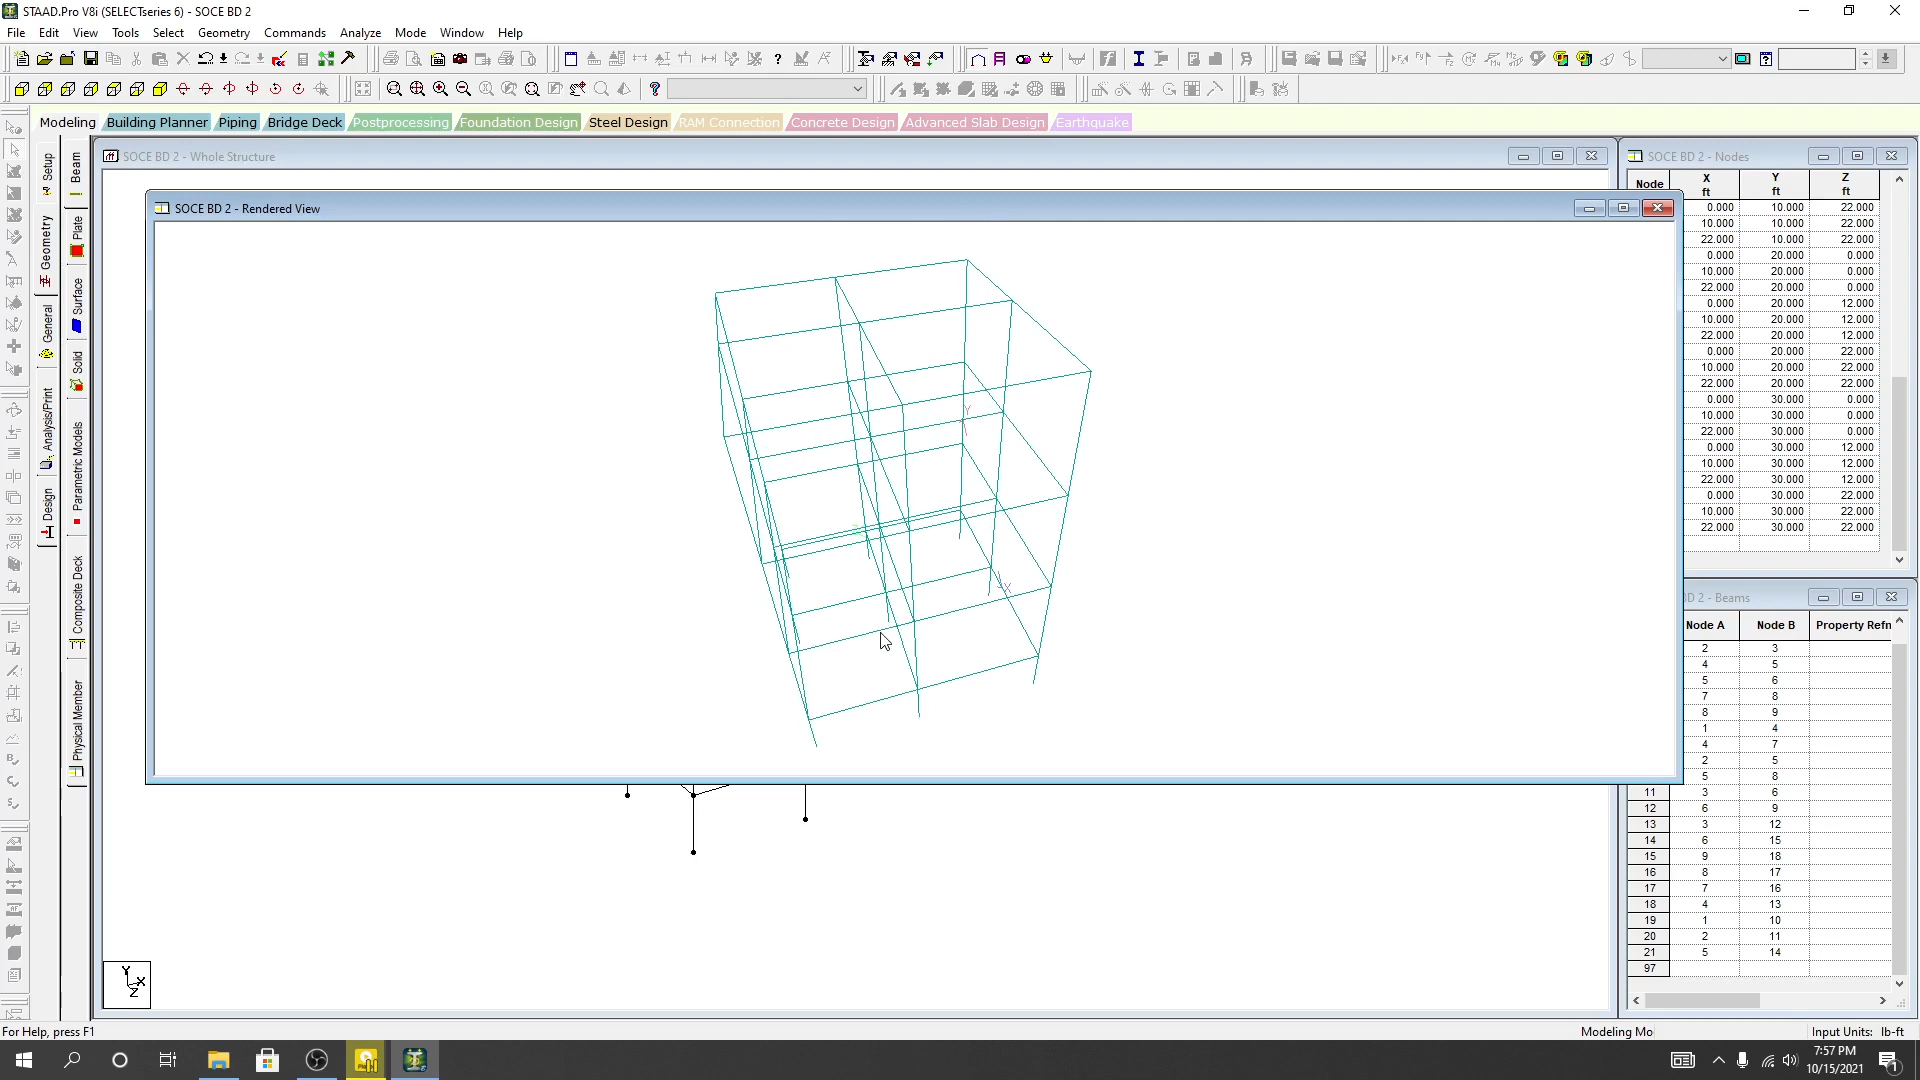 STAAD.Pro V8i (SELECTseries 6) - SOCE BD 2
File Edit View Tools Select Geometry Commands Analyze Mode Window Help
Modeling Building Planner Piping Bridge Deck Postprocessing Foundation Design Steel Design RAM Connection Concrete Design Advanced Slab Design Earthquake
Setup
Geometry
General
Analysis/Print
Design
Beam
Plate
Surface
Solid
Parametric Models
Composite Deck
Physical Member
SOCE BD 2 - Whole Structure
SOCE BD 2 - Rendered View
Y
X
Y
X
Z
SOCE BD 2 - Nodes
Node X ft Y ft Z ft
0.000 10.000 22.000
10.000 10.000 22.000
22.000 10.000 22.000
0.000 20.000 0.000
10.000 20.000 0.000
22.000 20.000 0.000
0.000 20.000 12.000
10.000 20.000 12.000
22.000 20.000 12.000
0.000 20.000 22.000
10.000 20.000 22.000
22.000 20.000 22.000
0.000 30.000 0.000
10.000 30.000 0.000
22.000 30.000 0.000
0.000 30.000 12.000
10.000 30.000 12.000
22.000 30.000 12.000
0.000 30.000 22.000
10.000 30.000 22.000
22.000 30.000 22.000
BD 2 - Beams
Node A Node B Property Refn
2 3
4 5
5 6
7 8
8 9
1 4
4 7
2 5
5 8
11 3 6
12 6 9
13 3 12
14 6 15
15 9 18
16 8 17
17 7 16
18 4 13
19 1 10
20 2 11
21 5 14
97
For Help, press F1
Modeling Mo
Input Units: lb-ft
7:57 PM
10/15/2021
1